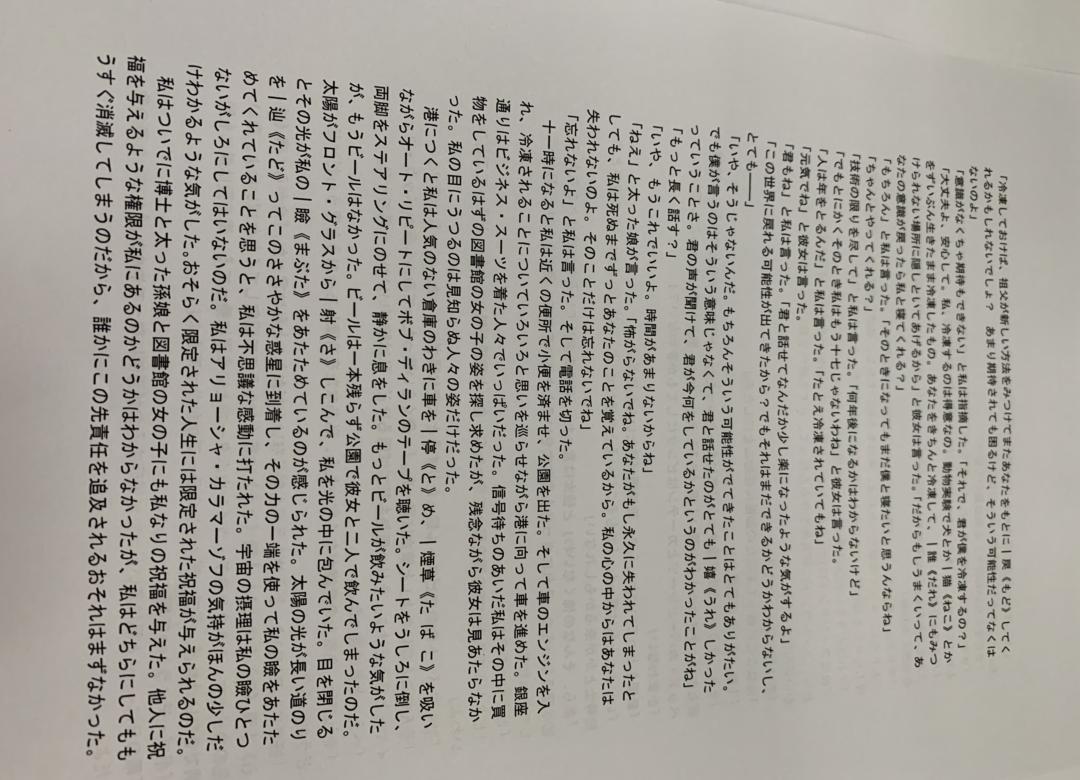 「冷凍しておけば、祖父が新しい方法をみつけてまたあなたをもとに|戻《もど》してく
れるかもしれないでしょ？　あまり期待されても困るけど、そういう可能性だってなくは
ないのよ」
「意識がなくちゃ期待もできない」と私は指摘した。「それで、君が僕を冷凍するの？」
「大丈夫よ、安心して。私、冷凍するのは得意なの。動物実験で犬とか|猫《ねこ》とか
をずいぶん生きたまま冷凍したもの。あなたをきちんと冷凍して、|誰《だれ》にもみつ
けられない場所に隠しといてあげるから」と彼女は言った。「だからもしうまくいって、あ
なたの意識が戻ったら私と寝てくれる？」
「もちろん」と私は言った。「そのときになってもまだ僕と寝たいと思うんならね」
「ちゃんとやってくれる？」
「技術の限りを尽して」と私は言った。「何年後になるかはわからないけど」
「でもとにかくそのとき私はもう十七じゃないわね」と彼女は言った。
「人は年をとるんだ」と私は言った。「たとえ冷凍されていてもね」
「元気でね」と彼女は言った。
「君もね」と私は言った。「君と話せてなんだか少し楽になったような気がするよ」
「この世界に戻れる可能性が出てきたから？でもそれはまだできるかどうかわからないし、
とても――」
「いや、そうじゃないんだ。もちろんそういう可能性がでてきたことはとてもありがたい。
でも僕が言うのはそういう意味じゃなくて、君と話せたのがとても|嬉《うれ》しかった
っていうことさ。君の声が聞けて、君が今何をしているかというのがわかったことがね」
「もっと長く話す？」
「いや、もうこれでいいよ。時間があまりないからね」
「ねえ」と太った娘が言った。「怖がらないでね。あなたがもし永久に失われてしまったと
しても、私は死ぬまでずっとあなたのことを覚えているから。私の心の中からはあなたは
失われないのよ。そのことだけは忘れないでね」
「忘れないよ」と私は言った。そして電話を切った。
十一時になると私は近くの便所で小便を済ませ、公園を出た。そして車のエンジンを入
れ、冷凍されることについていろいろと思いを巡らせながら港に向って車を進めた。銀座
通りはビジネス・スーツを着た人々でいっぱいだった。信号待ちのあいだ私はその中に買
物をしているはずの図書館の女の子の姿を探し求めたが、残念ながら彼女は見あたらなか
った。私の目にうつるのは見知らぬ人々の姿だけだった。
港につくと私は人気のない倉庫のわきに車を|停《と》め、|煙草《たばこ》を吸い
ながらオート・リピートにしてボブ・ディランのテープを聴いた。シートをうしろに倒し、
両脚をステアリングにのせて、静かに息をした。もっとビールが飲みたいような気がした
が、もうビールはなかった。ビールは一本残らず公園で彼女と二人で飲んでしまったのだ。
太陽がフロント・グラスから|射《さ》しこんで、私を光の中に包んでいた。目を閉じる
とその光が私の|瞼《まぶた》をあたためているのが感じられた。太陽の光が長い道のり
を|辿《たど》ってこのささやかな惑星に到着し、その力の一端を使って私の瞼をあたた
めてくれていることを思うと、私は不思議な感動に打たれた。宇宙の摂理は私の瞼ひとつ
ないがしろにしてはいないのだ。私はアリョーシャ・カラマーゾフの気持がほんの少しだ
けわかるような気がした。おそらく限定された人生には限定された祝福が与えられるのだ。
私はついでに博士と太った孫娘と図書館の女の子にも私なりの祝福を与えた。他人に祝
福を与えるような権限が私にあるのかどうかはわからなかったが、私はどちらにしてもも
うすぐ消滅してしまうのだから、誰かにこの先責任を追及されるおそれはまずなかった。